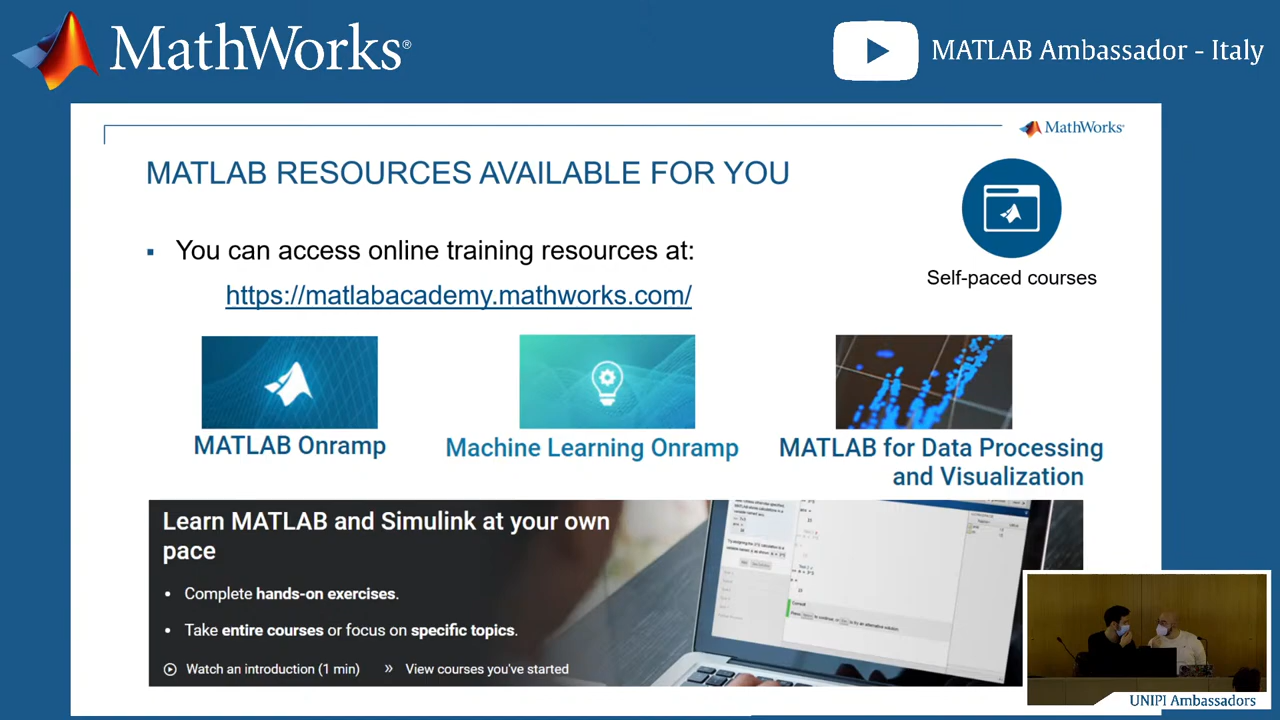 MathWorks®
MATLAB Ambassador - Italy
MathWorks®
MATLAB RESOURCES AVAILABLE FOR YOU
You can access online training resources at:
https://matlabacademy.mathworks.com/
Self-paced courses
MATLAB Onramp
Machine Learning Onramp
MATLAB for Data Processing
and Visualization
Learn MATLAB and Simulink at your own
pace
• Complete hands-on exercises.
• Take entire courses or focus on specific topics.
Watch an introduction (1 min) » View courses you've started
UNIPI Ambassadors